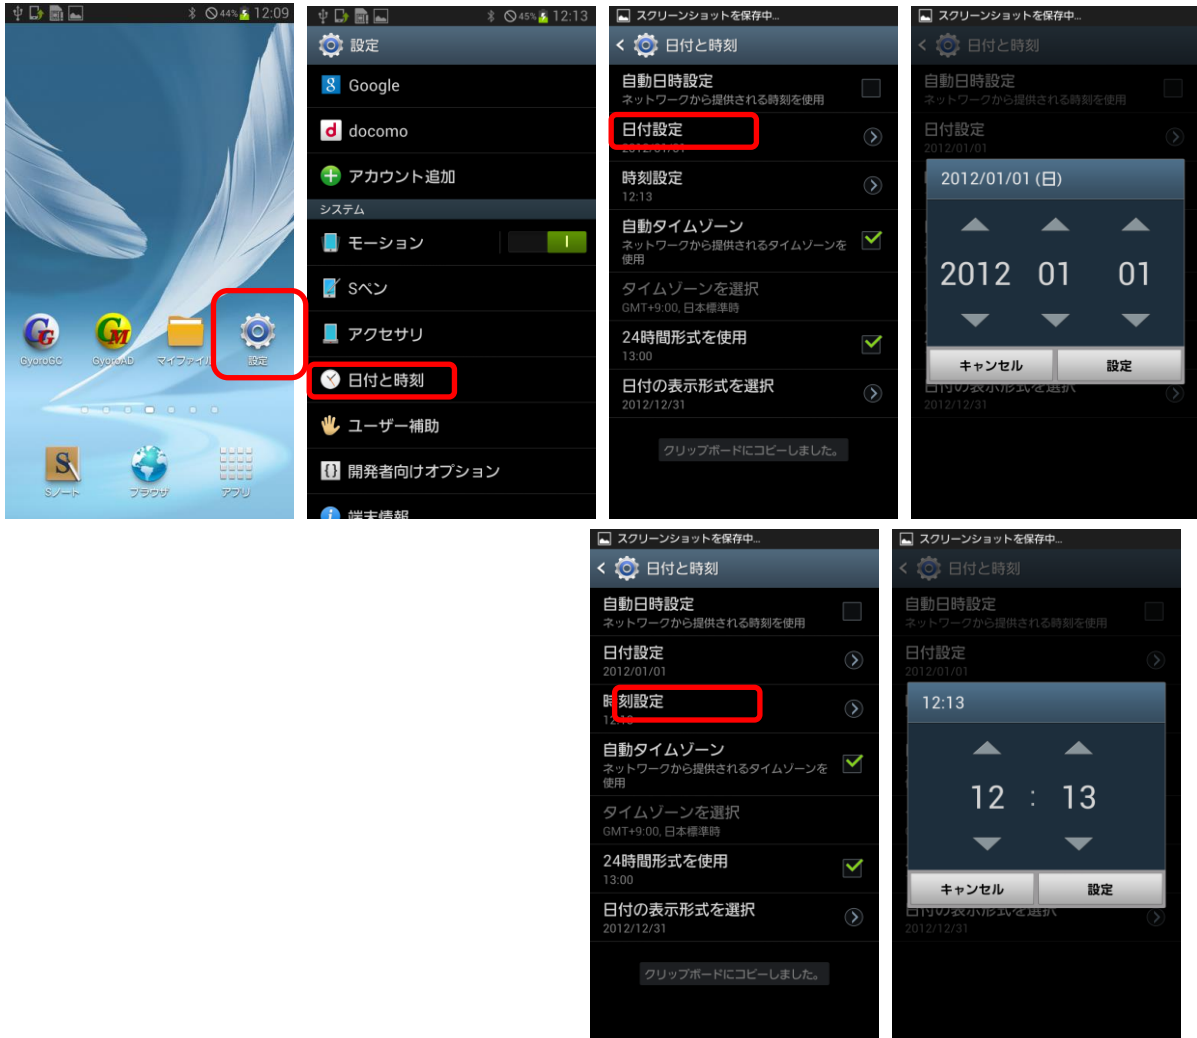 44% 12:09
GyoroGC
GyoroAD
マイファイル
設定
S
Sノート
ブラウザ
アプリ
45% 12:13
設定
8 Google
d docomo
アカウント追加
システム
モーション
Sペン
アクセサリ
日付と時刻
ユーザー補助
{} 開発者向けオプション
端末情報
スクリーンショットを保存中...
日付と時刻
自動日時設定
ネットワークから提供される時刻を使用
日付設定
2012/01/01
時刻設定
12:13
自動タイムゾーン
ネットワークから提供されるタイムゾーンを
使用
タイムゾーンを選択
GMT+9:00, 日本標準時
24時間形式を使用
13:00
日付の表示形式を選択
2012/12/31
クリップボードにコピーしました。
スクリーンショットを保存中...
日付と時刻
自動日時設定
ネットワークから提供される時刻を使用
日付設定
2012/01/01
2012/01/01 (日)
2012 01 01
キャンセル 設定
日付の表示形式を選択
2012/12/31
スクリーンショットを保存中...
日付と時刻
自動日時設定
ネットワークから提供される時刻を使用
日付設定
2012/01/01
時刻設定
12:13
自動タイムゾーン
ネットワークから提供されるタイムゾーンを
使用
タイムゾーンを選択
GMT+9:00, 日本標準時
24時間形式を使用
13:00
日付の表示形式を選択
2012/12/31
クリップボードにコピーしました。
スクリーンショットを保存中...
日付と時刻
自動日時設定
ネットワークから提供される時刻を使用
日付設定
2012/01/01
12:13
12 : 13
キャンセル 設定
日付の表示形式を選択
2012/12/31